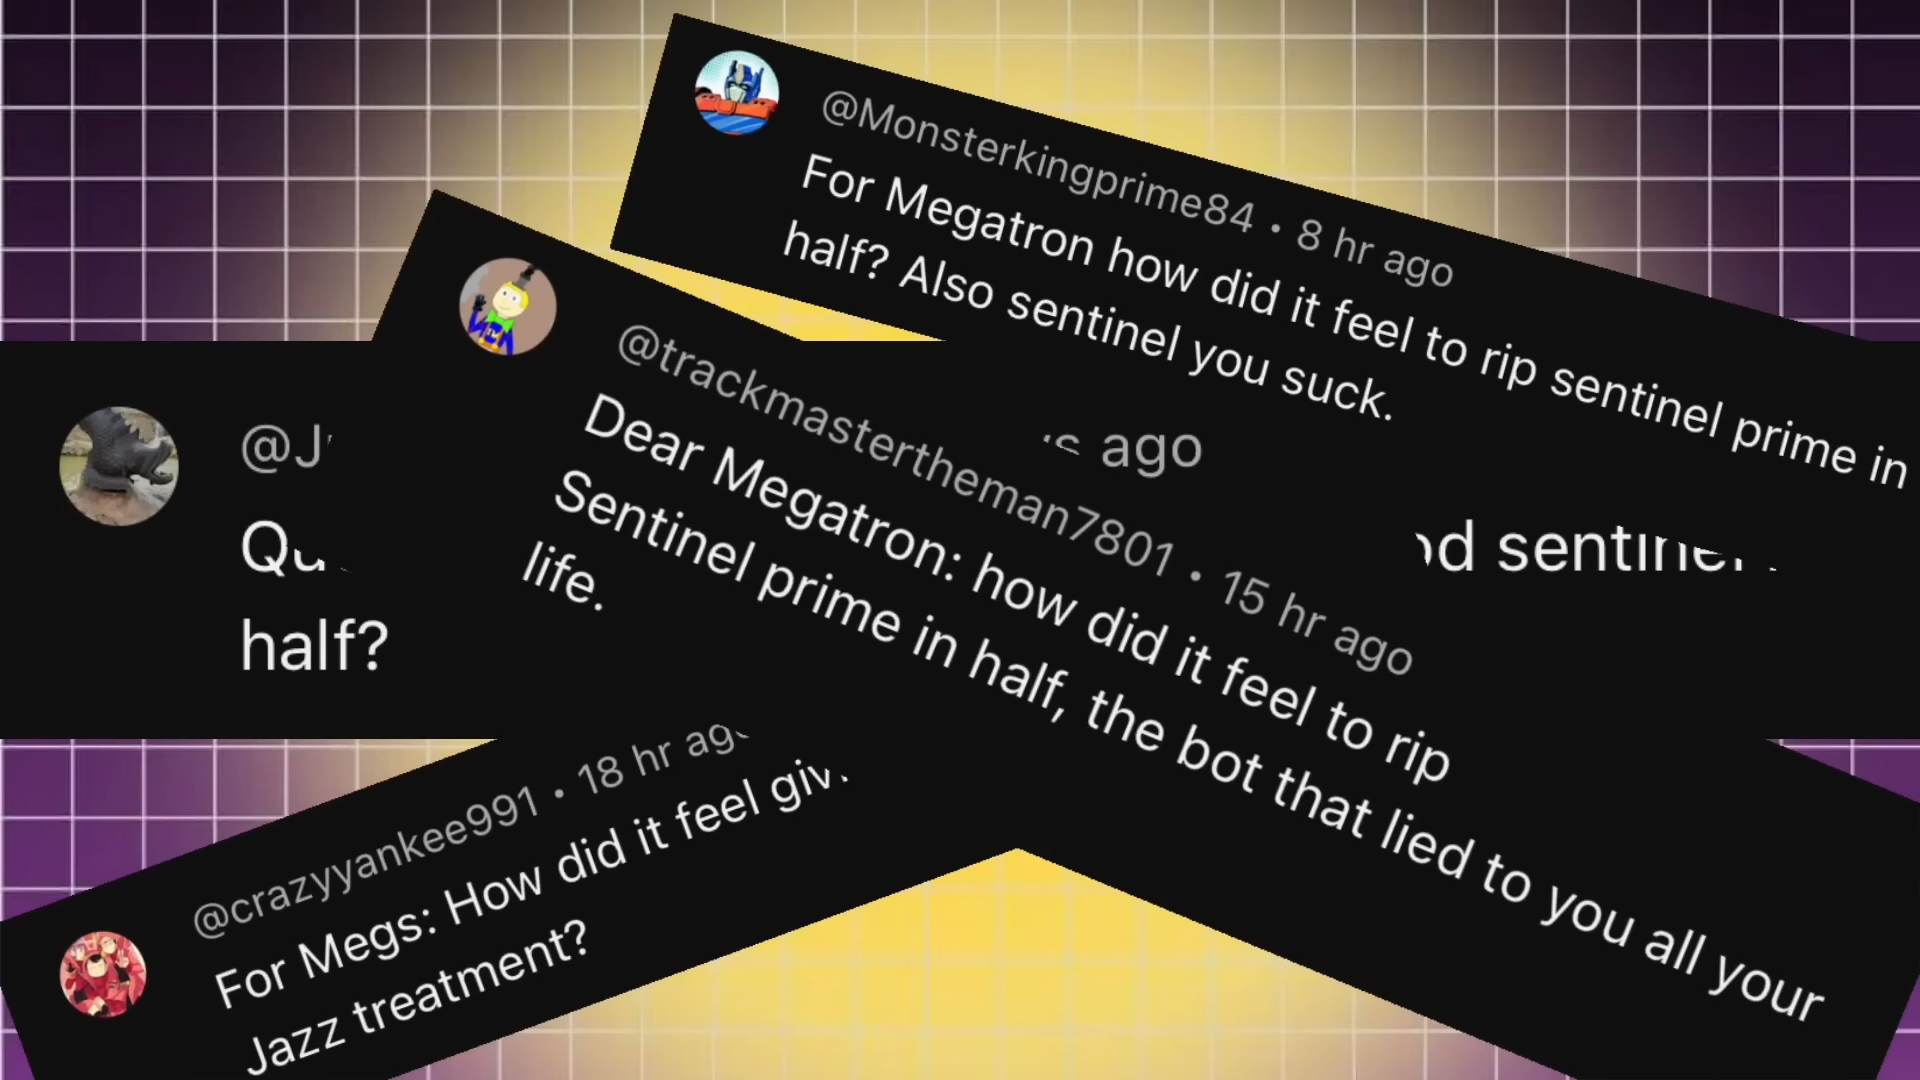 @Monsterkingprime84 • 8 hr ago
For Megatron how did it feel to rip sentinel prime in
half? Also sentinel you suck.
@trackmastertheman7801 • 15 hr ago
Dear Megatron: how did it feel to rip
Sentinel prime in half, the bot that lied to you all your
life.
ago
half?
@crazyyankee991 • 18 hr ago
For Megs: How did it feel
Jazz treatment?